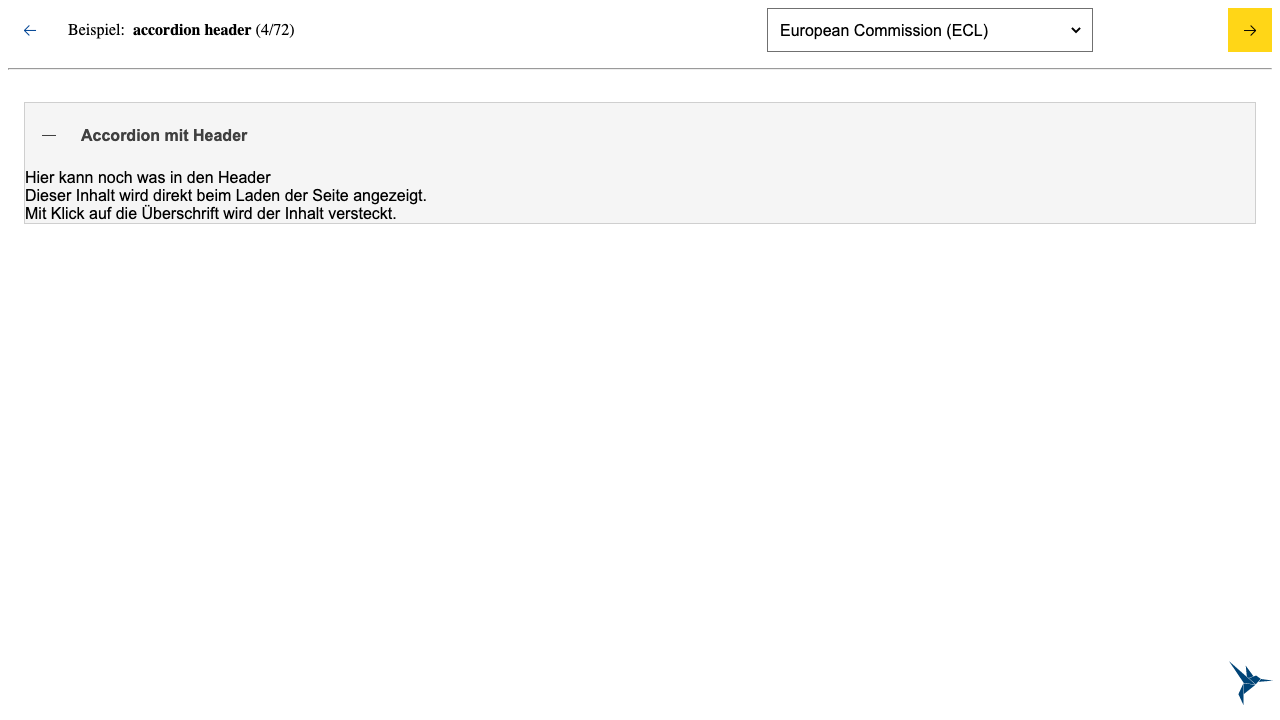 Beispiel: accordion header (4/72)
European Commission (ECL)
Accordion mit Header
Hier kann noch was in den Header
Dieser Inhalt wird direkt beim Laden der Seite angezeigt.
Mit Klick auf die Überschrift wird der Inhalt versteckt.